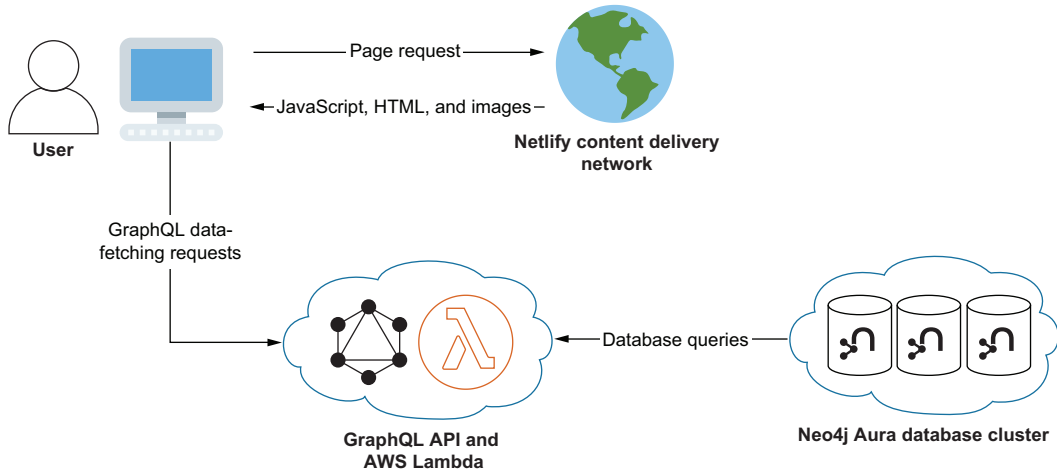 Page request
JavaScript, HTML, and images
User
Netlify content delivery
network
GraphQL data-
fetching requests
Database queries
GraphQL API and
AWS Lambda
Neo4j Aura database cluster